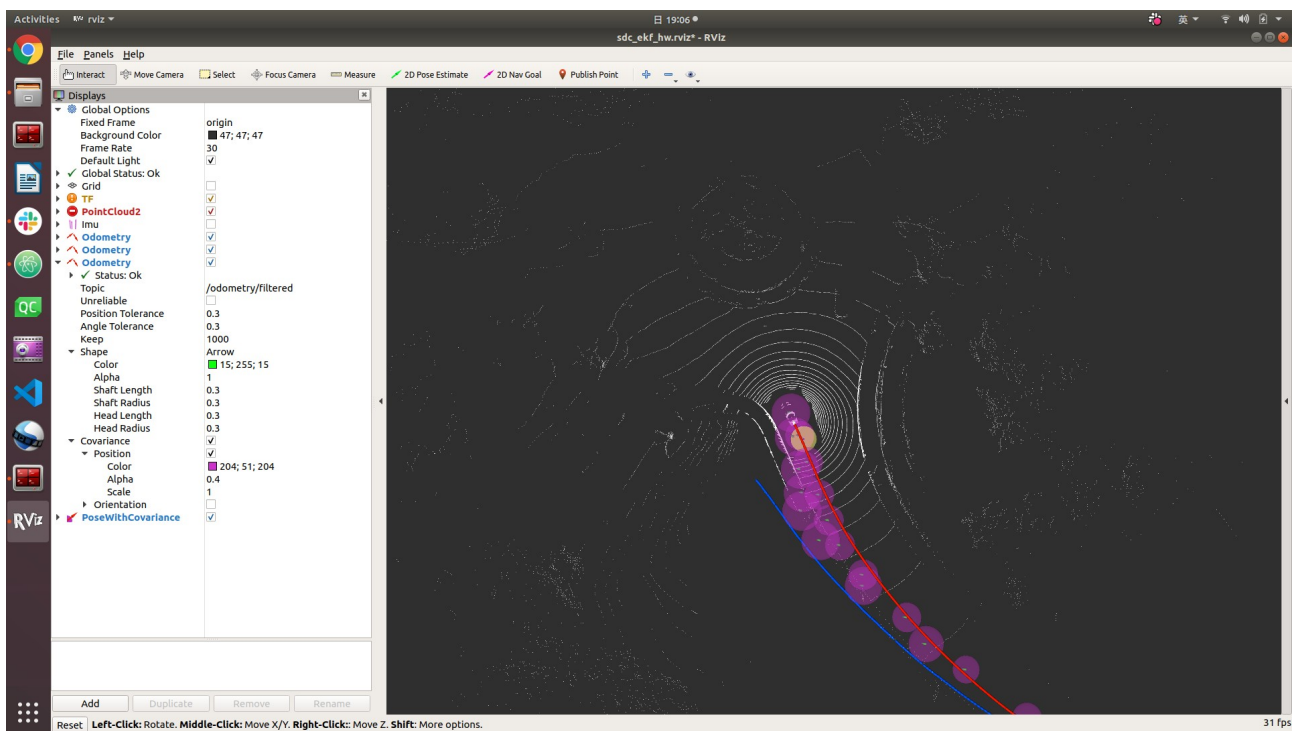 Activities RViz rviz 日 19:06 英
sdc_ekf_hw.rviz* - RViz
File Panels Help
Interact Move Camera Select Focus Camera Measure 2D Pose Estimate 2D Nav Goal Publish Point
Displays
Global Options
Fixed Frame origin
Background Color 47; 47; 47
Frame Rate 30
Default Light
Global Status: Ok
Grid
TF
PointCloud2
Imu
Odometry
Odometry
Odometry
Status: Ok
Topic /odometry/filtered
Unreliable
Position Tolerance 0.3
Angle Tolerance 0.3
Keep 1000
Shape Arrow
Color 15; 255; 15
Alpha 1
Shaft Length 0.3
Shaft Radius 0.3
Head Length 0.3
Head Radius 0.3
Covariance
Position
Color 204; 51; 204
Alpha 0.4
Scale 1
Orientation
PoseWithCovariance
QC
RViz
Add Duplicate Remove Rename
Reset Left-Click: Rotate. Middle-Click: Move X/Y. Right-Click:: Move Z. Shift: More options. 31 fps